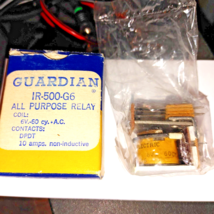 GUARDIAN
IR-500-G6
ALL PURPOSE RELAY
COIL:
6V.-60 cy.-A.C.
CONTACTS:
DPDT
10 amps. non-inductive